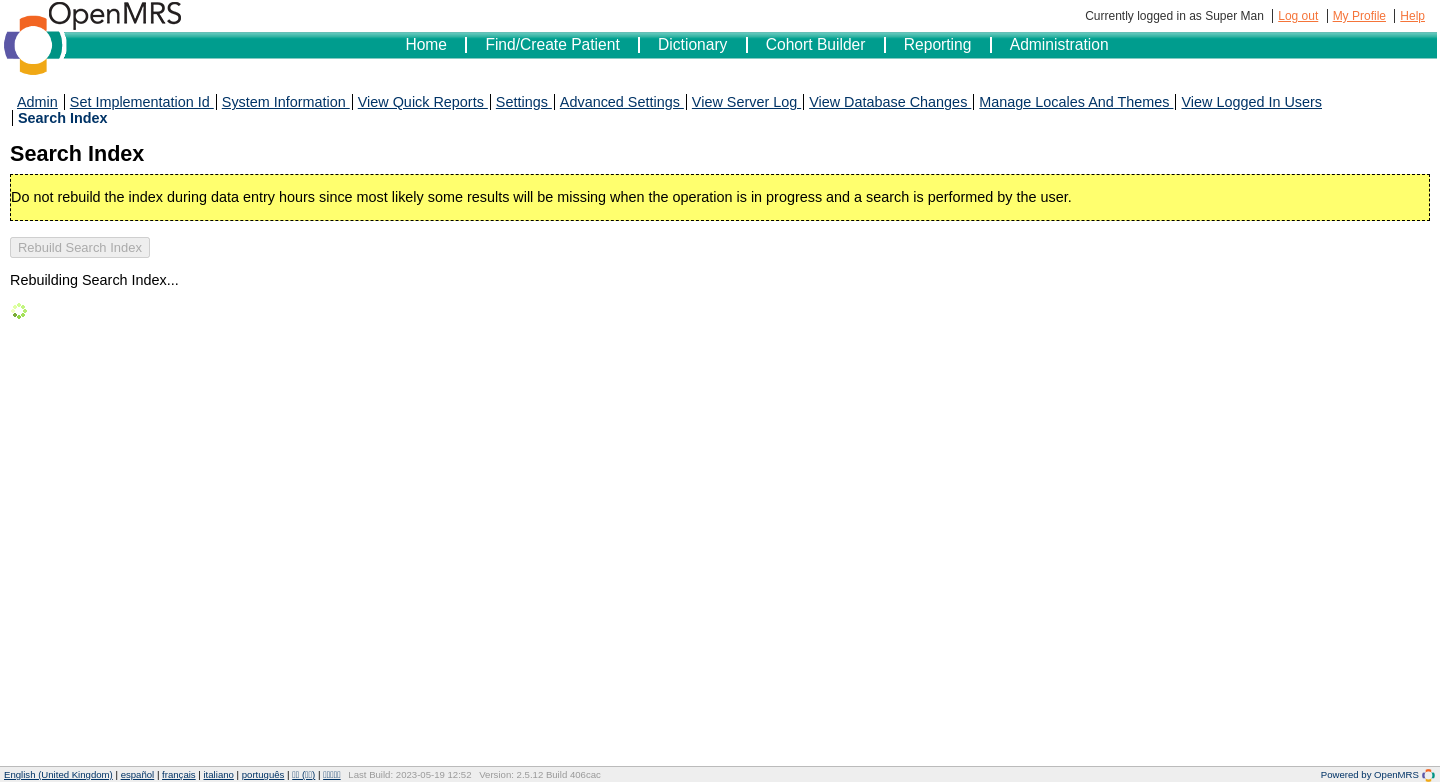 OpenMRS
Currently logged in as Super Man | Log out | My Profile | Help
Home | Find/Create Patient | Dictionary | Cohort Builder | Reporting | Administration
Admin | Set Implementation Id | System Information | View Quick Reports | Settings | Advanced Settings | View Server Log | View Database Changes | Manage Locales And Themes | View Logged In Users
| Search Index
Search Index
Do not rebuild the index during data entry hours since most likely some results will be missing when the operation is in progress and a search is performed by the user.
Rebuild Search Index
Rebuilding Search Index...
English (United Kingdom) | español | français | italiano | português | Last Build: 2023-05-19 12:52 Version: 2.5.12 Build 406cac Powered by OpenMRS